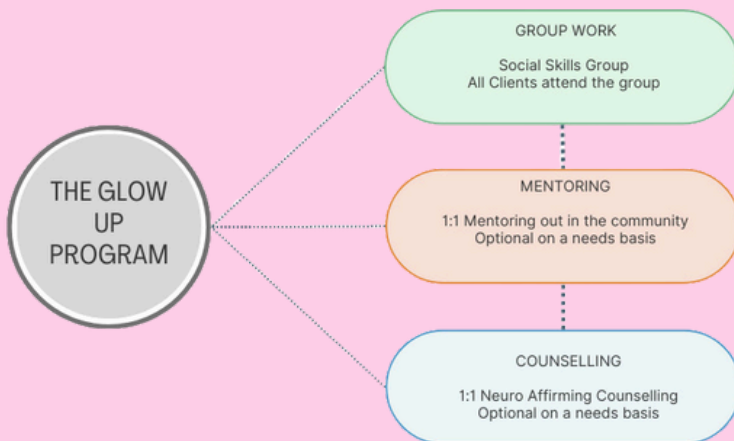 THE GLOW
UP
PROGRAM
GROUP WORK
Social Skills Group
All Clients attend the group
MENTORING
1:1 Mentoring out in the community
Optional on a needs basis
COUNSELLING
1:1 Neuro Affirming Counselling
Optional on a needs basis